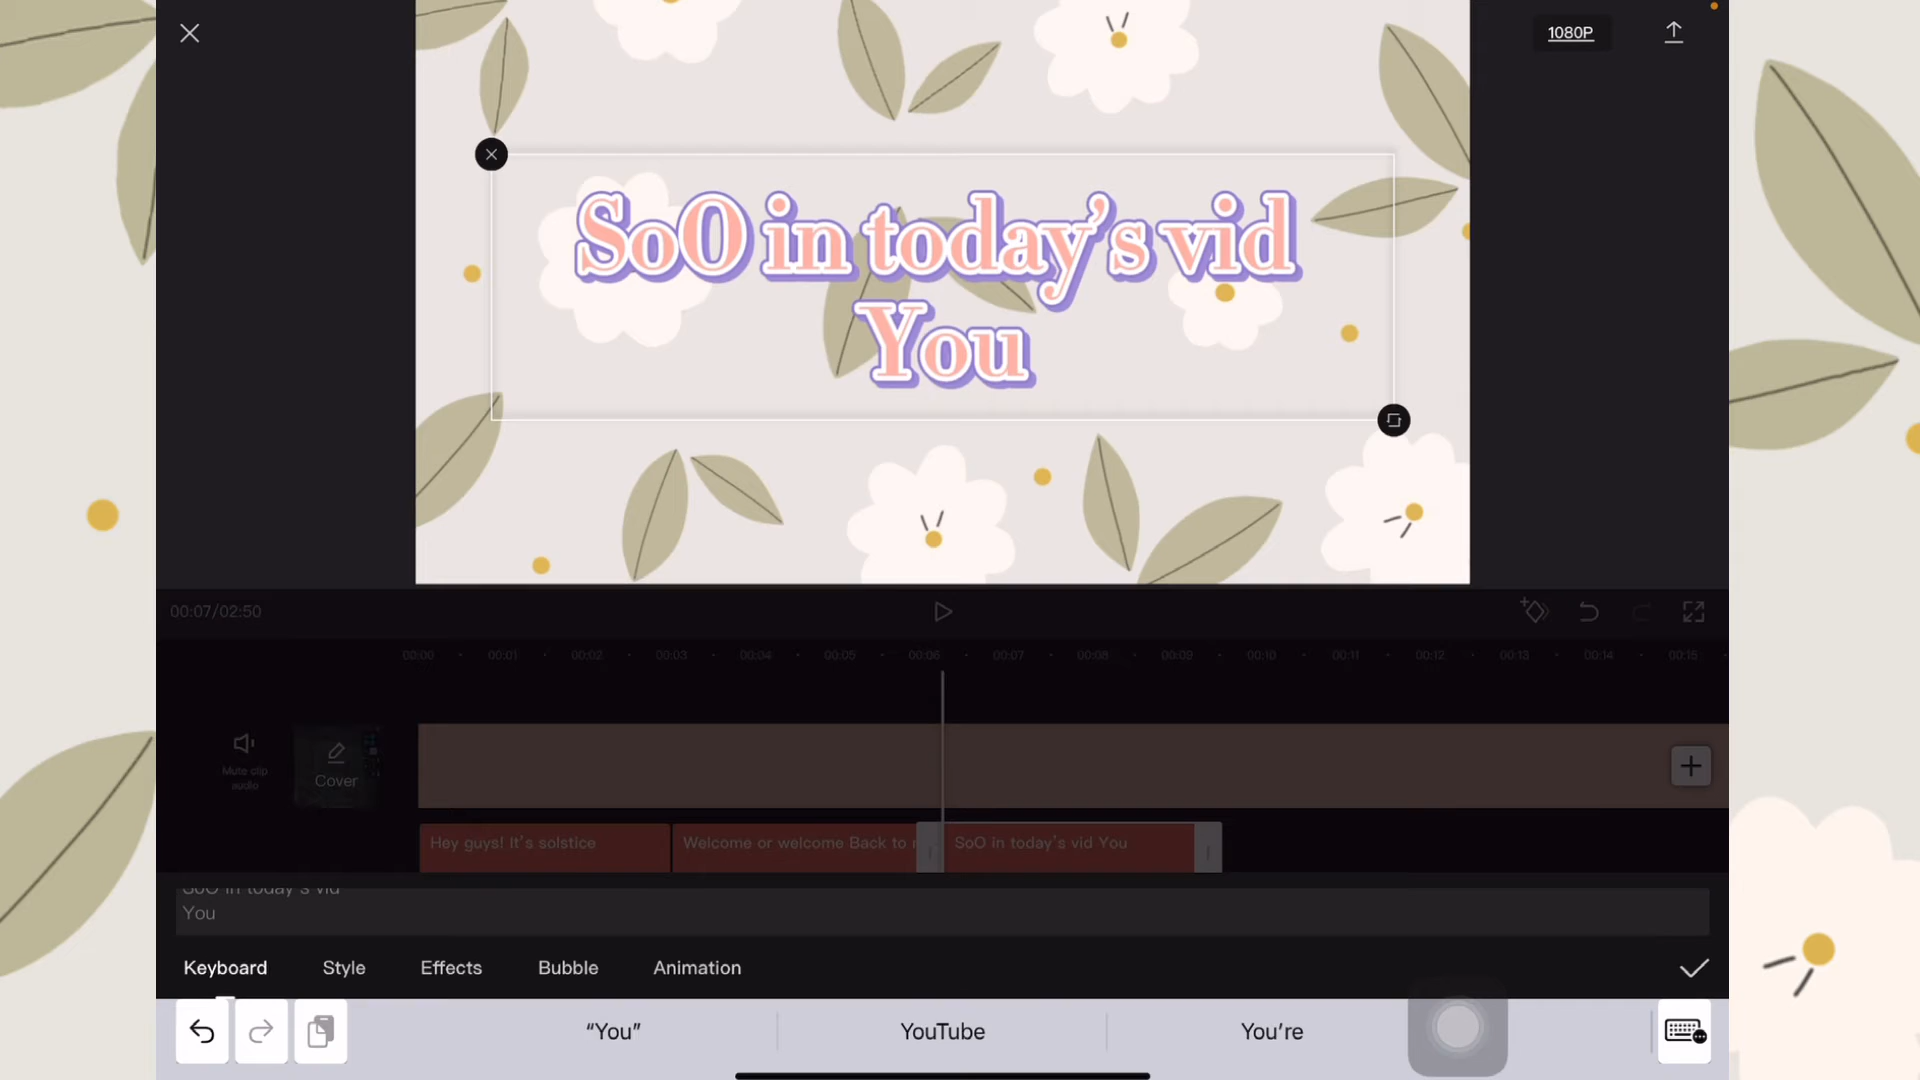 1080P
SoO in today's vid
You
00:07/02:50
00:00 00:01 00:02 00:03 00:04 00:05 00:06 00:07 00:08 00:09 00:10 00:11 00:12 00:13 00:14 00:15
Mute clip
audio
Cover
Hey guys! It's solstice
Welcome or welcome Back to
SoO in today's vid You
SoO in today's vid
You
Keyboard
Style
Effects
Bubble
Animation
“You”
YouTube
You're